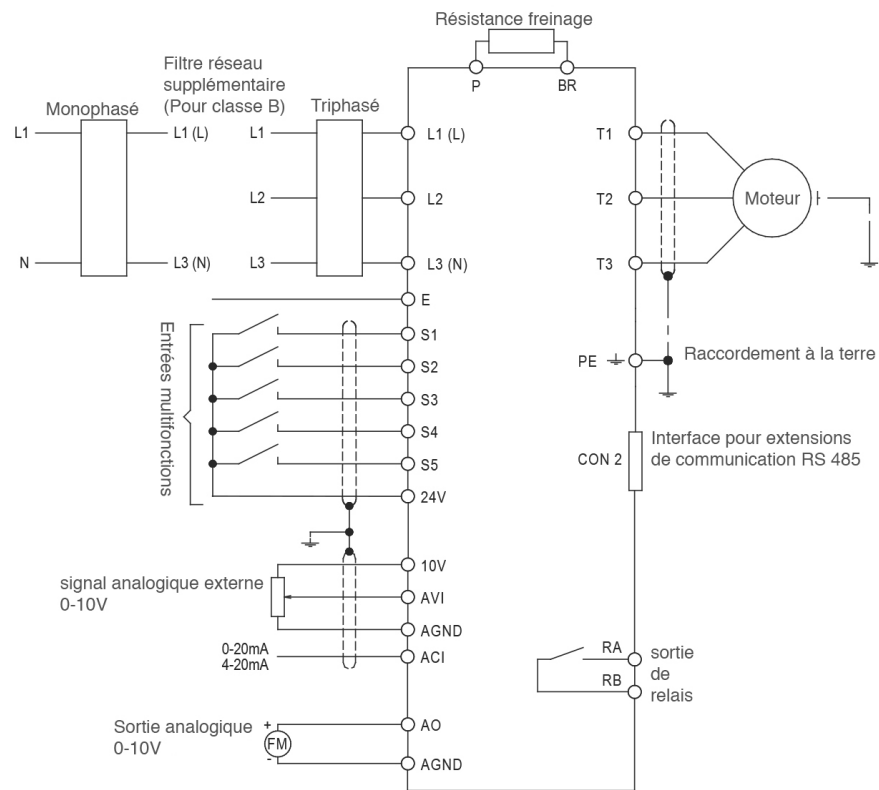 Résistance freinage
P
BR
Filtre réseau
supplémentaire
(Pour classe B)
Monophasé
Triphasé
L1
L1 (L)
L1
L1 (L)
T1
L2
L2
T2
Moteur
N
L3 (N)
L3
L3 (N)
T3
E
Entrées multifonctions
S1
S2
S3
S4
S5
24V
PE
Raccordement à la terre
CON 2
Interface pour extensions
de communication RS 485
signal analogique externe
0-10V
10V
AVI
AGND
0-20mA
4-20mA
ACI
RA
RB
sortie
de
relais
Sortie analogique
0-10V
+
FM
-
AO
AGND